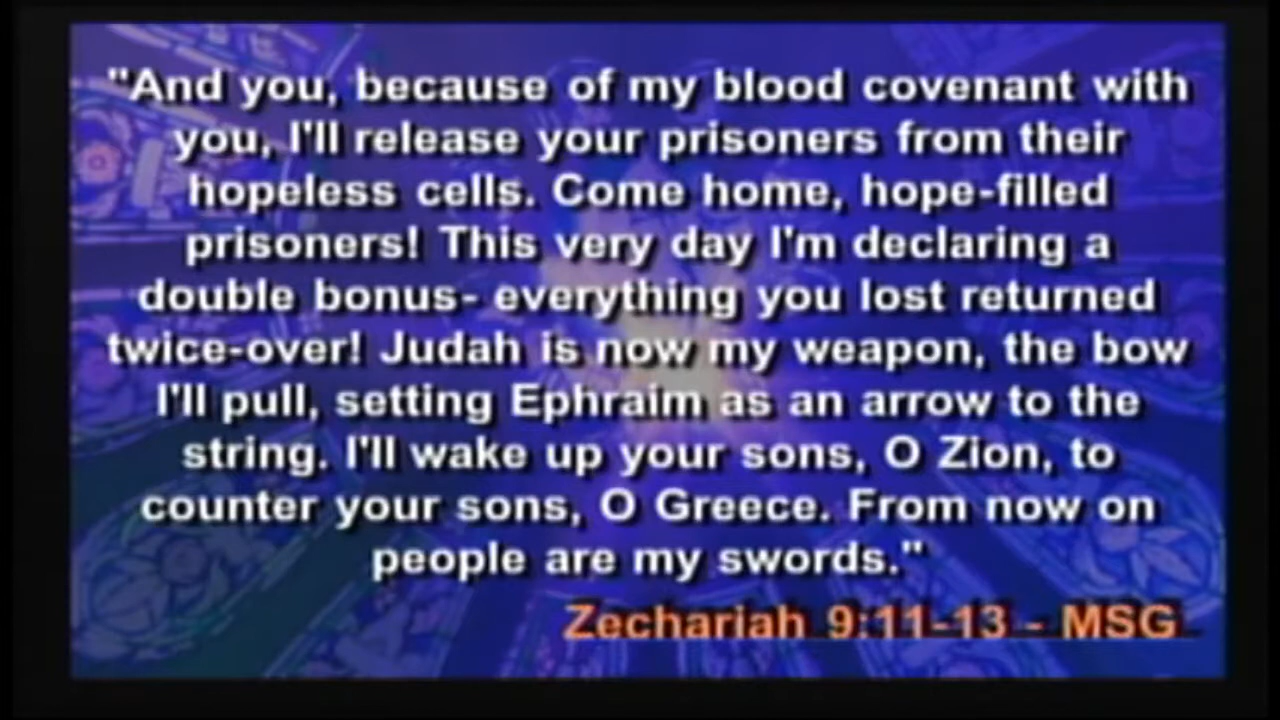 "And you, because of my blood covenant with
you, I'll release your prisoners from their
hopeless cells. Come home, hope-filled
prisoners! This very day I'm declaring a
double bonus- everything you lost returned
twice-over! Judah is now my weapon, the bow
I'll pull, setting Ephraim as an arrow to the
string. I'll wake up your sons, O Zion, to
counter your sons, O Greece. From now on
people are my swords."
Zechariah 9:11-13 - MSG